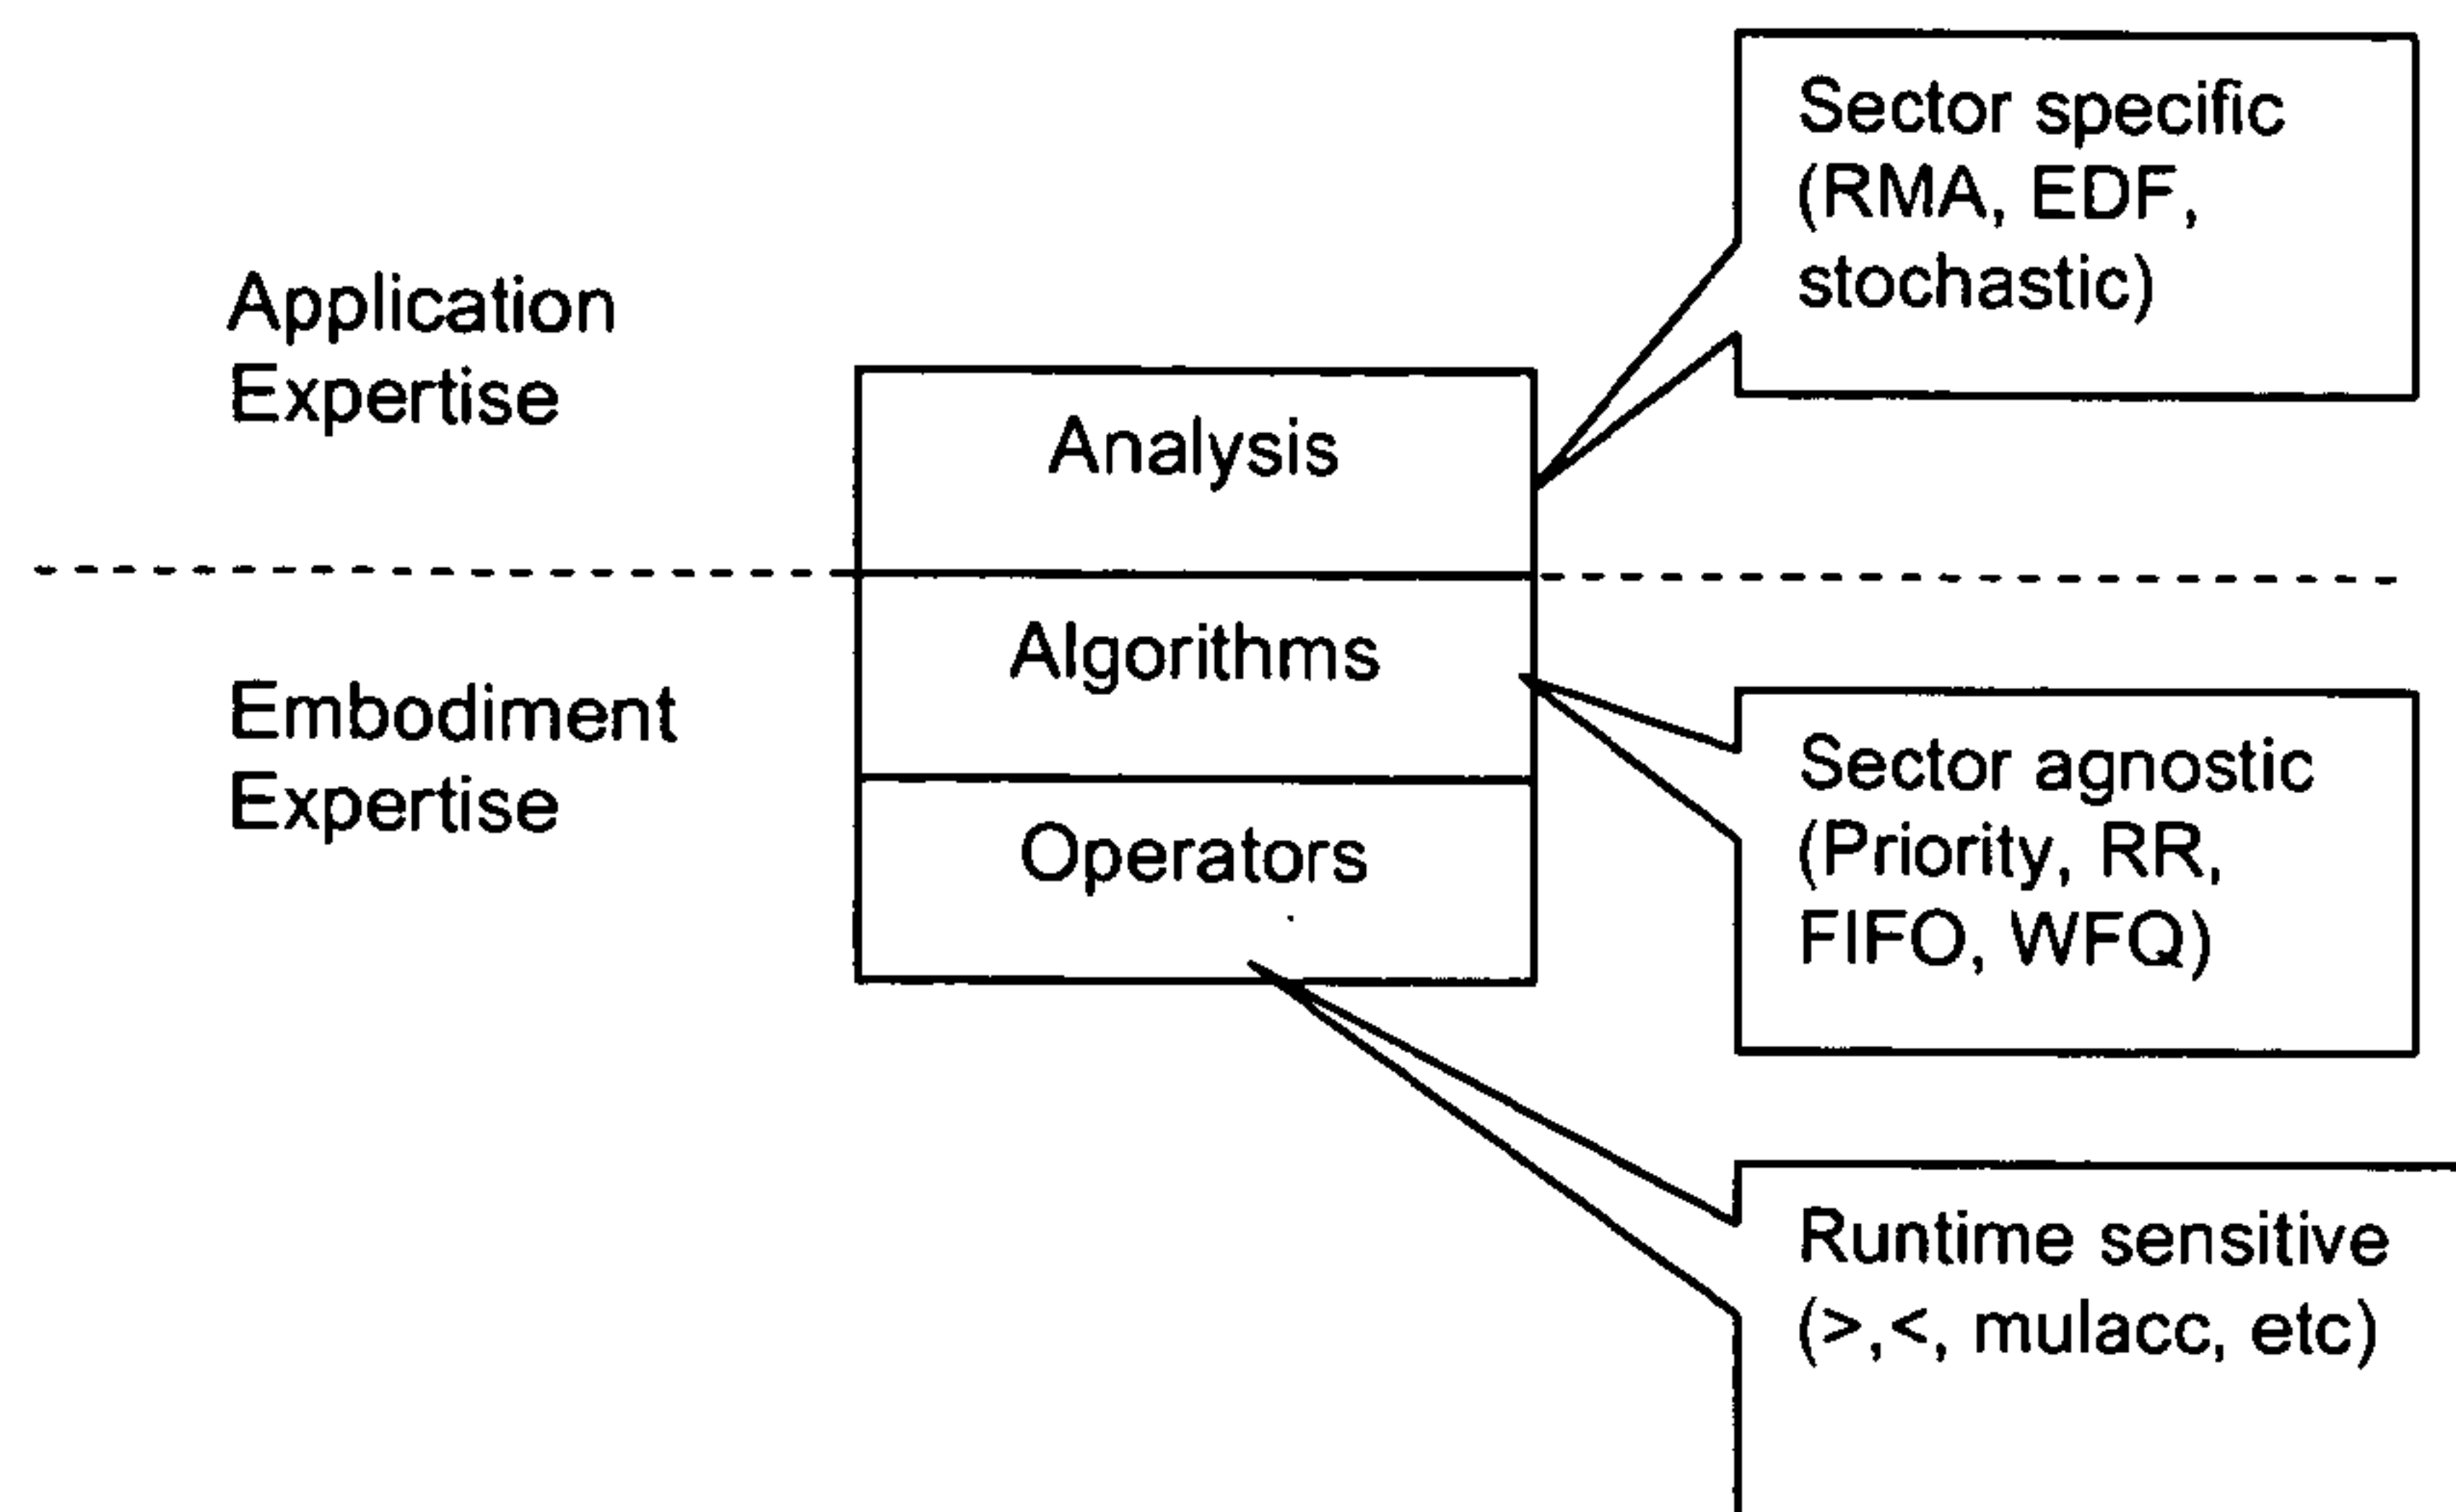 Sector specific
(RMA, EDF,
stochastic)
Application
Expertise
Analysis
Algorithms
Embodiment
Expertise
Sector agnostic
(Priority, RR,
FIFO, WFQ)
Operators
Runtime sensitive
(>,<, mulacc, etc)